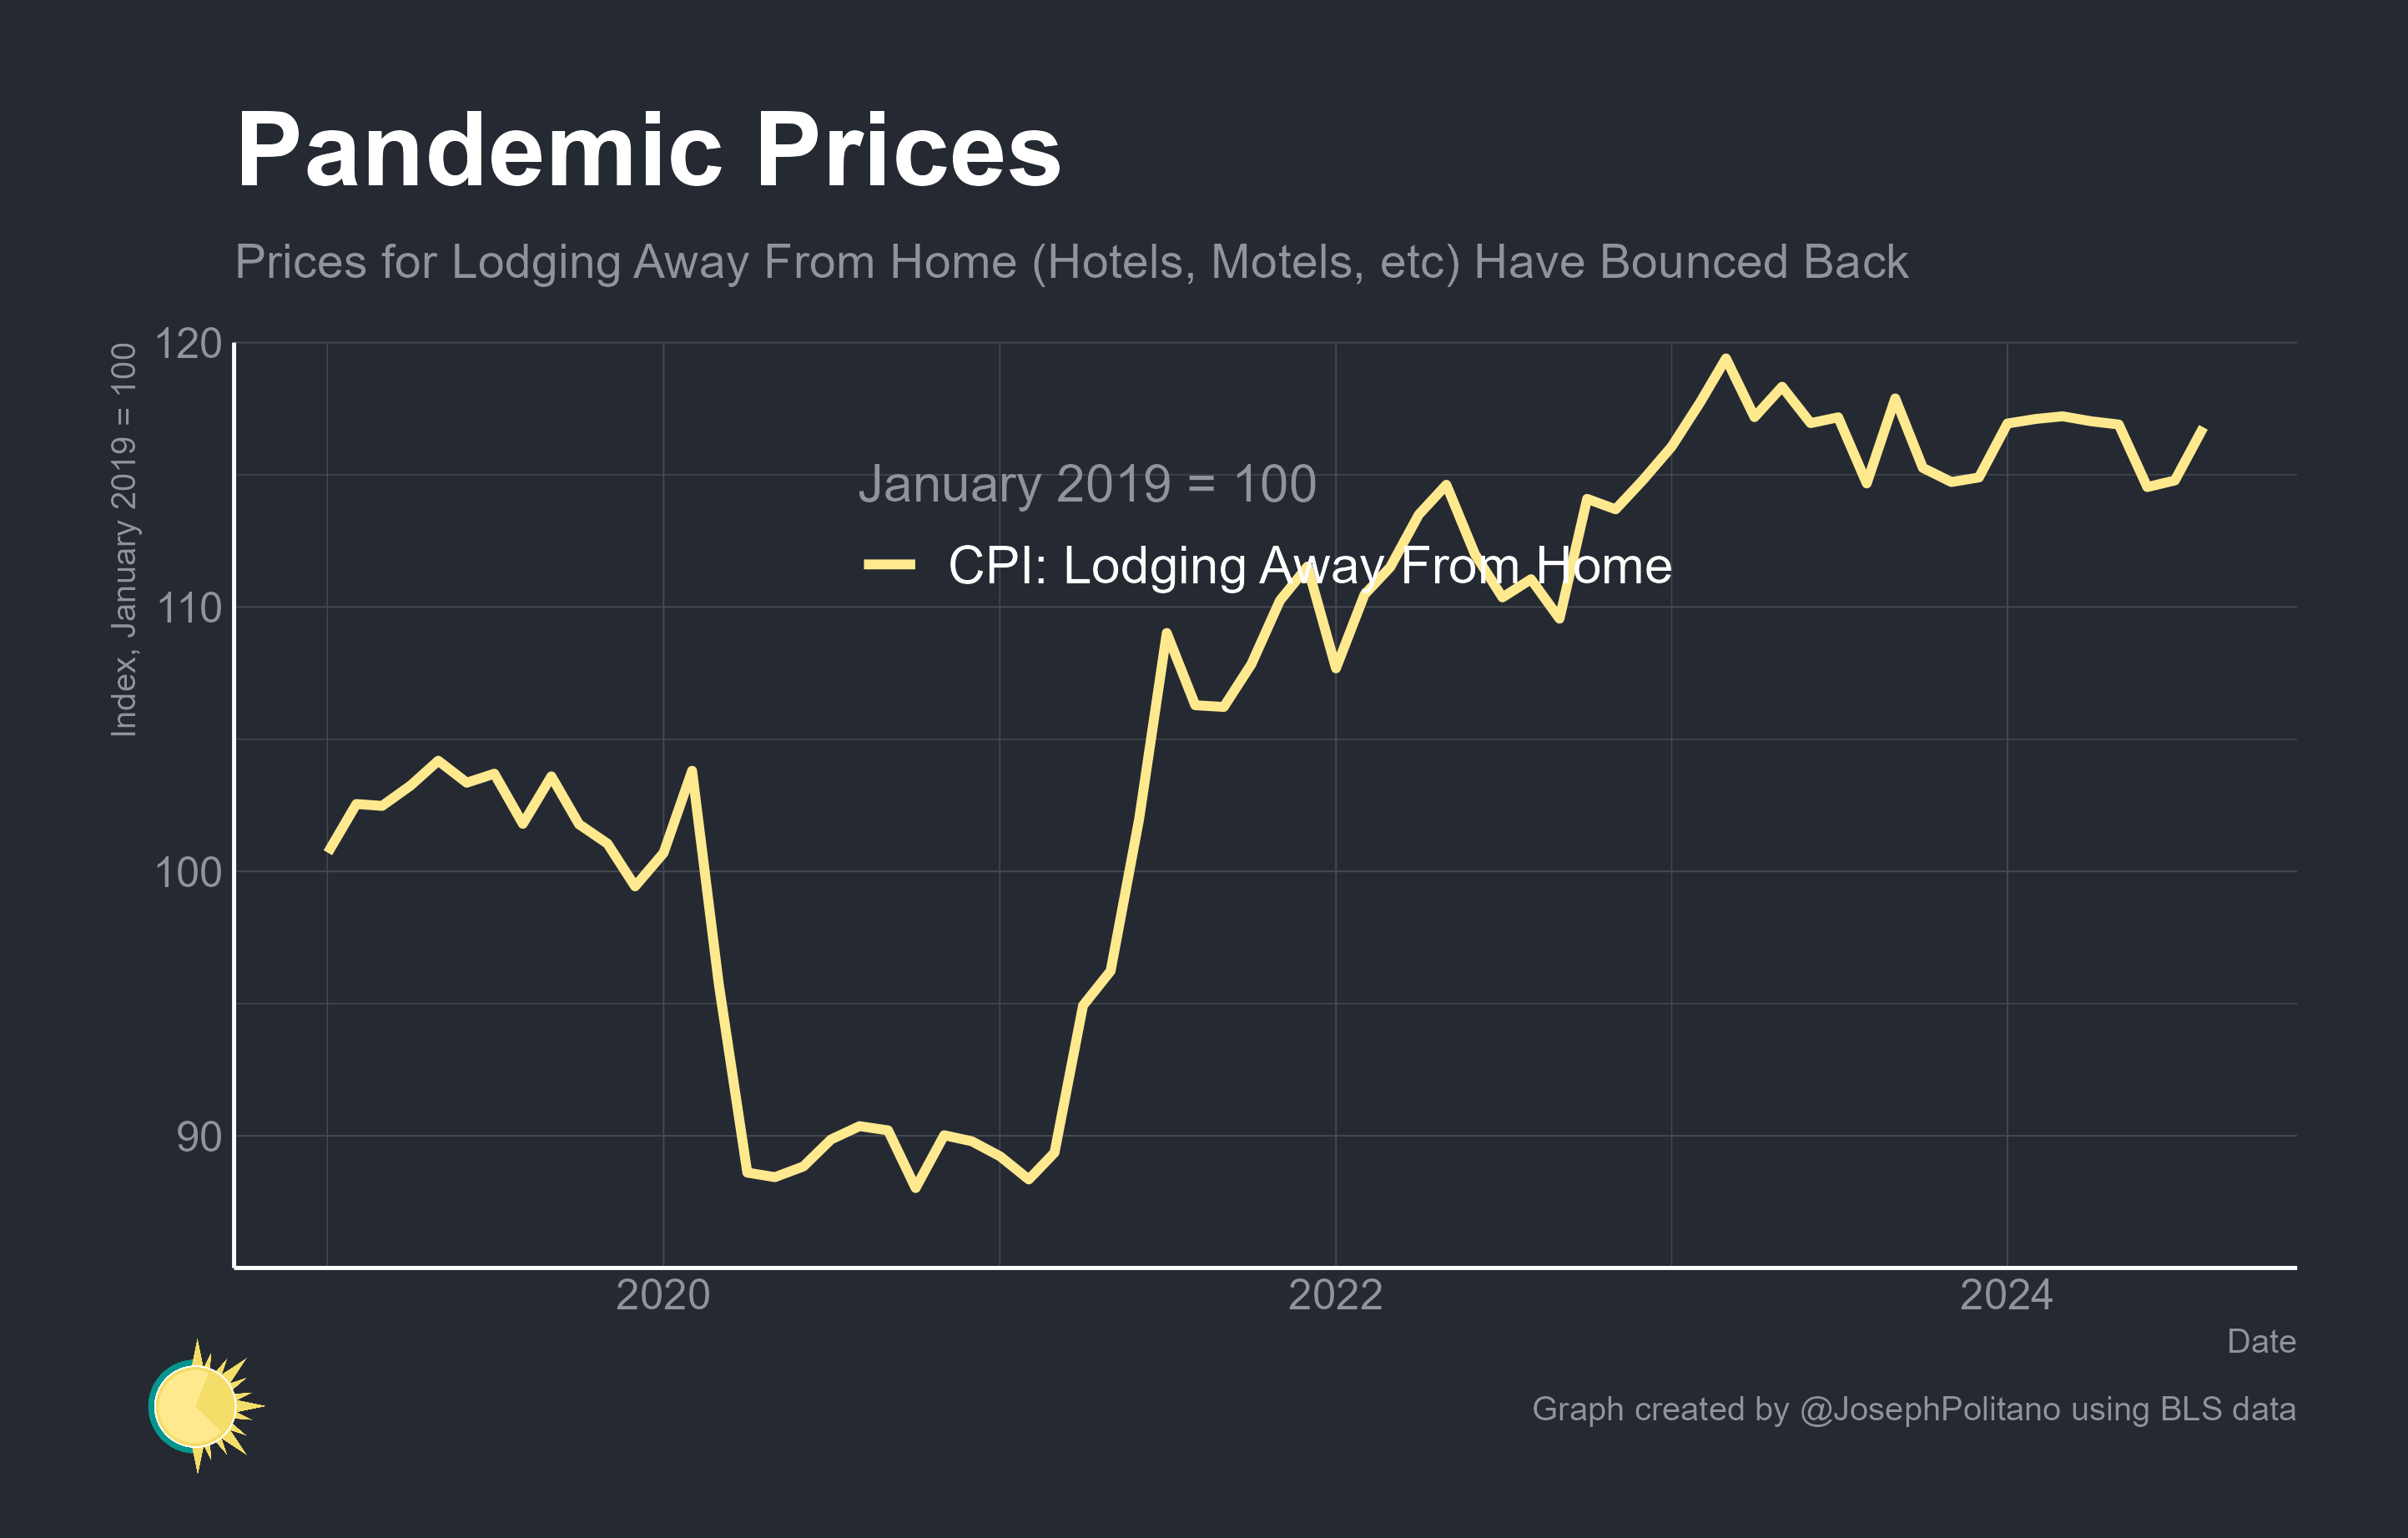 Pandemic Prices
Prices for Lodging Away From Home (Hotels, Motels, etc) Have Bounced Back
Index, January 2019 = 100
120
110
100
90
January 2019 = 100
CPI: Lodging Away From Home
2020
2022
2024
Date
Graph created by @JosephPolitano using BLS data